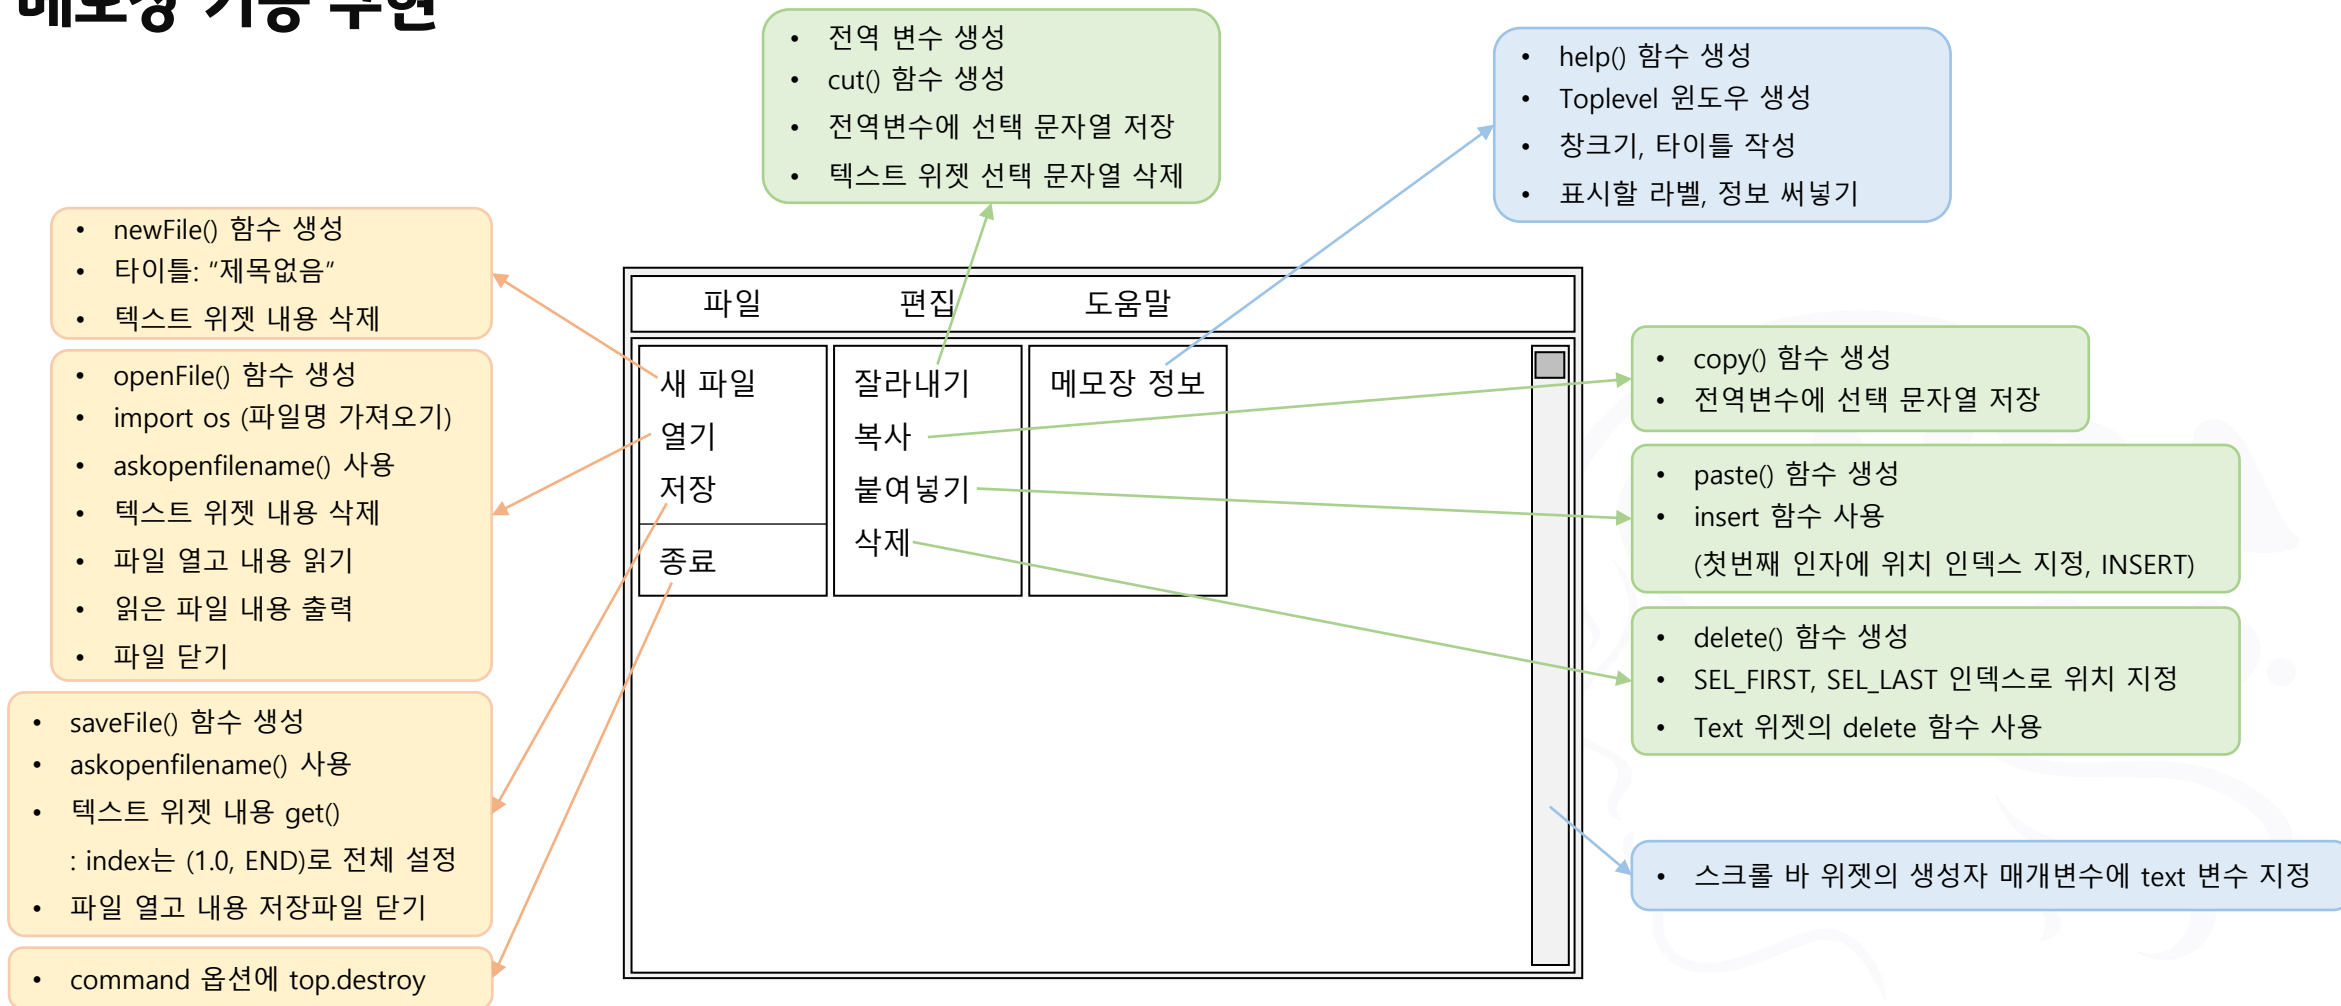 메모장 기능 구현
• 전역 변수 생성
• cut() 함수 생성
• 전역변수에 선택 문자열 저장
• 텍스트 위젯 선택 문자열 삭제
• help() 함수 생성
• Toplevel 윈도우 생성
• 창크기, 타이틀 작성
• 표시할 라벨, 정보 써넣기
• newFile() 함수 생성
• 타이틀: “제목없음“
• 텍스트 위젯 내용 삭제
• openFile() 함수 생성
• import os (파일명 가져오기)
• askopenfilename() 사용
• 텍스트 위젯 내용 삭제
• 파일 열고 내용 읽기
• 읽은 파일 내용 출력
• 파일 닫기
• saveFile() 함수 생성
• askopenfilename() 사용
• 텍스트 위젯 내용 get()
: index는 (1.0, END)로 전체 설정
• 파일 열고 내용 저장파일 닫기
• command 옵션에 top.destroy
파일 편집 도움말
새 파일
열기
저장
종료
잘라내기
복사
붙여넣기
삭제
메모장 정보
• copy() 함수 생성
• 전역변수에 선택 문자열 저장
• paste() 함수 생성
• insert 함수 사용
(첫번째 인자에 위치 인덱스 지정, INSERT)
• delete() 함수 생성
• SEL_FIRST, SEL_LAST 인덱스로 위치 지정
• Text 위젯의 delete 함수 사용
• 스크롤 바 위젯의 생성자 매개변수에 text 변수 지정